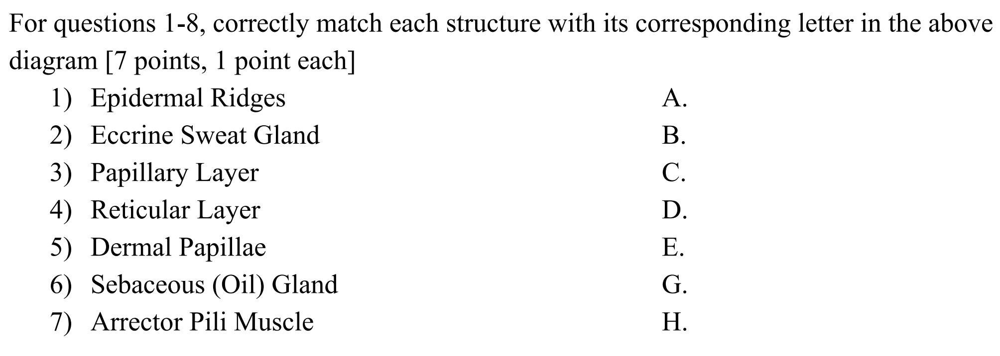 For questions 1-8, correctly match each structure with its corresponding letter in the above
diagram [7 points, 1 point each]
1) Epidermal Ridges A.
2) Eccrine Sweat Gland B.
3) Papillary Layer C.
4) Reticular Layer D.
5) Dermal Papillae E.
6) Sebaceous (Oil) Gland G.
7) Arrector Pili Muscle H.